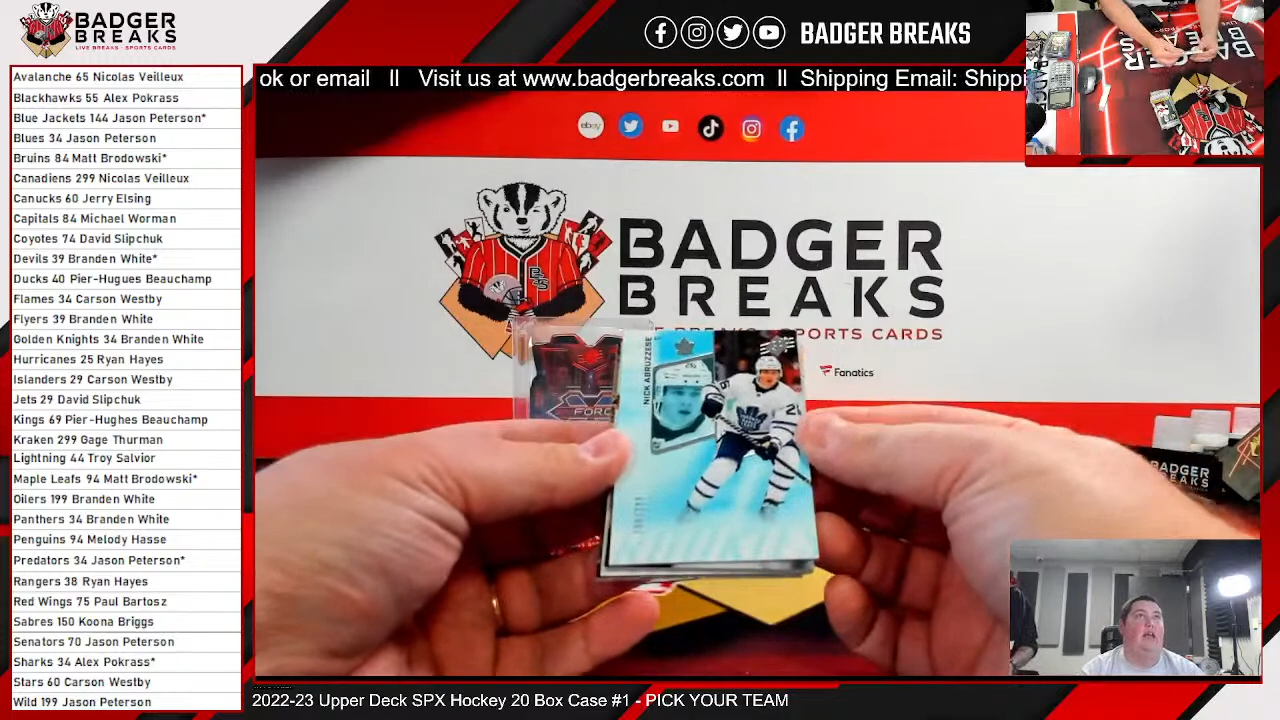 BADGER
BREAKS
LIVE BREAKS - SPORTS CARDS
BADGER BREAKS
Avalanche 65 Nicolas Veilleux
Blackhawks 55 Alex Pokrass
Blue Jackets 144 Jason Peterson*
Blues 34 Jason Peterson
Bruins 84 Matt Brodowski*
Canadiens 299 Nicolas Veilleux
Canucks 60 Jerry Elsing
Capitals 84 Michael Worman
Coyotes 74 David Slipchuk
Devils 39 Branden White*
Ducks 40 Pier-Hugues Beauchamp
Flames 34 Carson Westby
Flyers 39 Branden White
Golden Knights 34 Branden White
Hurricanes 25 Ryan Hayes
Islanders 29 Carson Westby
Jets 29 David Slipchuk
Kings 69 Pier-Hughes Beauchamp
Kraken 299 Gage Thurman
Lightning 44 Troy Salvior
Maple Leafs 94 Matt Brodowski*
Oilers 199 Branden White
Panthers 34 Branden White
Penguins 94 Melody Hasse
Predators 34 Jason Peterson*
Rangers 38 Ryan Hayes
Red Wings 75 Paul Bartosz
Sabres 150 Koona Briggs
Senators 70 Jason Peterson
Sharks 34 Alex Pokrass*
Stars 60 Carson Westby
Wild 199 Jason Peterson
ok or email ll Visit us at www.badgerbreaks.com ll Shipping Email: Shippi
ebay
BADGER
BREAKS
E BREAKS SPORTS CARDS
Fanatics
NICK ABRUZZESE
FORC
BADGER
BREAKS
2022-23 Upper Deck SPX Hockey 20 Box Case #1 - PICK YOUR TEAM